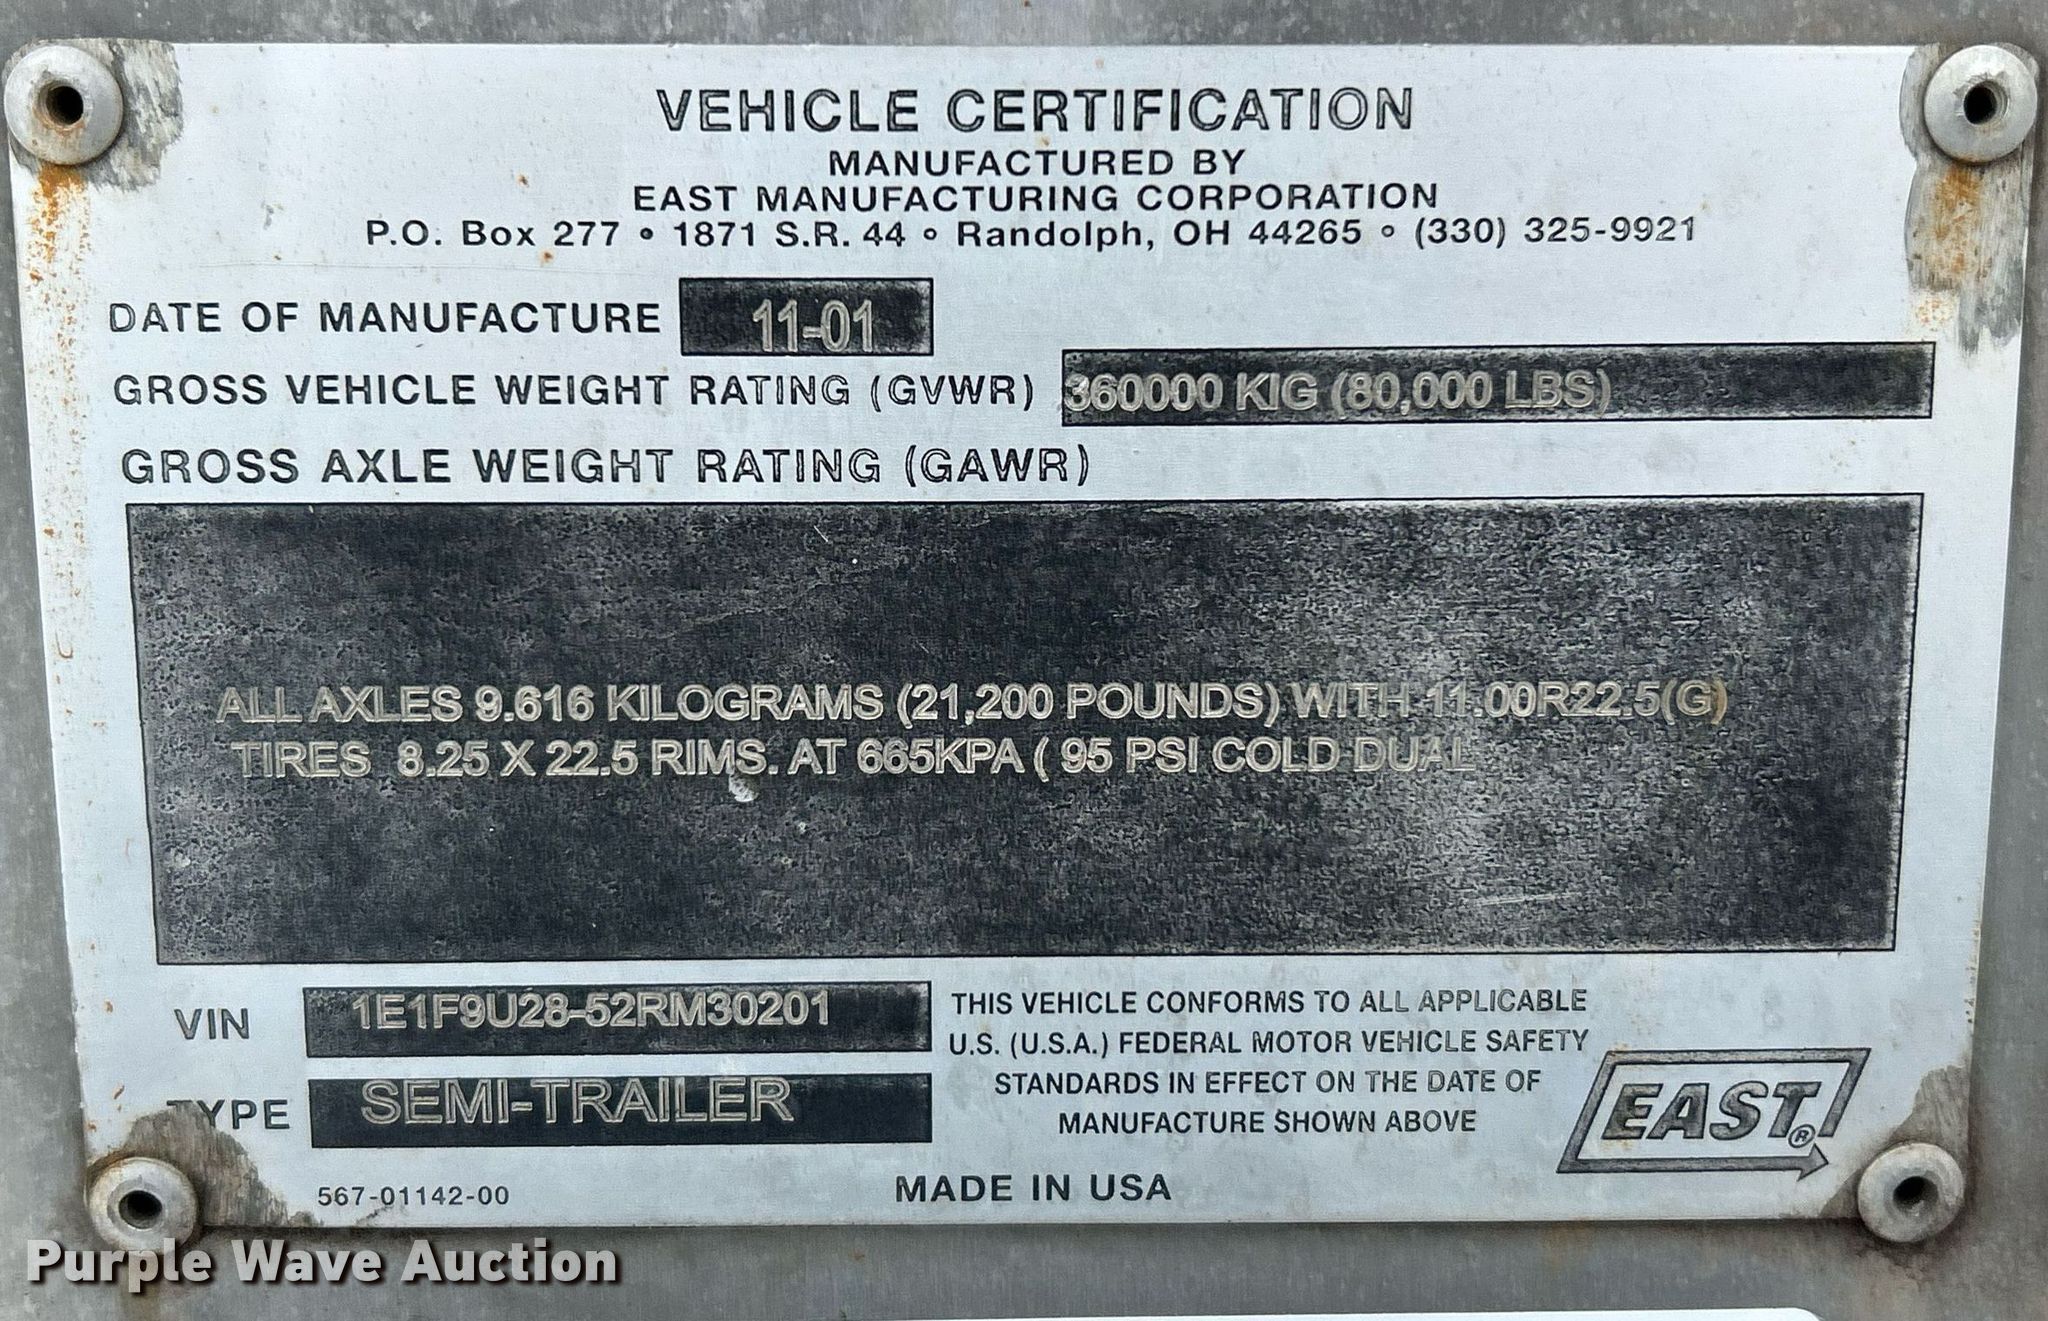 VEHICLE CERTIFICATION
MANUFACTURED BY
EAST MANUFACTURING CORPORATION
P.O. Box 277 • 1871 S.R. 44 • Randolph, OH 44265 • (330) 325-9921
DATE OF MANUFACTURE 11-01
GROSS VEHICLE WEIGHT RATING (GVWR) 360000 KIG (80,000 LBS)
GROSS AXLE WEIGHT RATING (GAWR)
ALL AXLES 9.616 KILOGRAMS (21,200 POUNDS) WITH 11.00R22.5(G)
TIRES 8.25 X 22.5 RIMS. AT 665KPA ( 95 PSI COLD DUAL
VIN 1E1F9U28-52RM30201
TYPE SEMI-TRAILER
THIS VEHICLE CONFORMS TO ALL APPLICABLE
U.S. (U.S.A.) FEDERAL MOTOR VEHICLE SAFETY
STANDARDS IN EFFECT ON THE DATE OF
MANUFACTURE SHOWN ABOVE
EAST®
567-01142-00
MADE IN USA
Purple Wave Auction